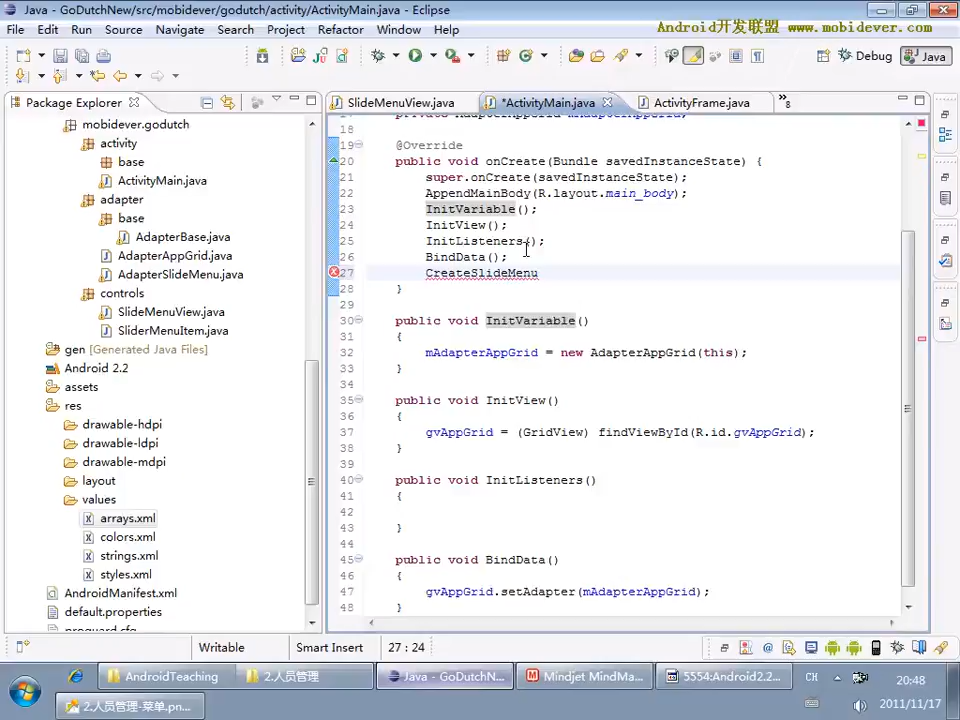 Java - GoDutchNew/src/mobidever/godutch/activity/ActivityMain.java - Eclipse
File Edit Run Source Navigate Search Project Refactor Window Help
Android开发联盟 www.mobidever.com
Debug Java
Package Explorer
SlideMenuView.java *ActivityMain.java ActivityFrame.java 8
mobidever.godutch
activity
base
ActivityMain.java
adapter
base
AdapterBase.java
AdapterAppGrid.java
AdapterSlideMenu.java
controls
SlideMenuView.java
SliderMenuItem.java
gen [Generated Java Files]
Android 2.2
assets
res
drawable-hdpi
drawable-ldpi
drawable-mdpi
layout
values
arrays.xml
colors.xml
strings.xml
styles.xml
AndroidManifest.xml
default.properties
proguard.cfg
private AdapterAppGrid mAdapterAppGrid;
18
19 @Override
20 public void onCreate(Bundle savedInstanceState) {
21 super.onCreate(savedInstanceState);
22 AppendMainBody(R.layout.main_body);
23 InitVariable();
24 InitView();
25 InitListeners();
26 BindData();
27 CreateSlideMenu
28 }
29
30 public void InitVariable()
31 {
32 mAdapterAppGrid = new AdapterAppGrid(this);
33 }
34
35 public void InitView()
36 {
37 gvAppGrid = (GridView) findViewById(R.id.gvAppGrid);
38 }
39
40 public void InitListeners()
41 {
42
43 }
44
45 public void BindData()
46 {
47 gvAppGrid.setAdapter(mAdapterAppGrid);
48 }
Writable Smart Insert 27 : 24
AndroidTeaching 2.人员管理 Java - GoDutchN... Mindjet MindMa... 5554:Android2.2... CH 20:48
2.人员管理-菜单.pn... 2011/11/17